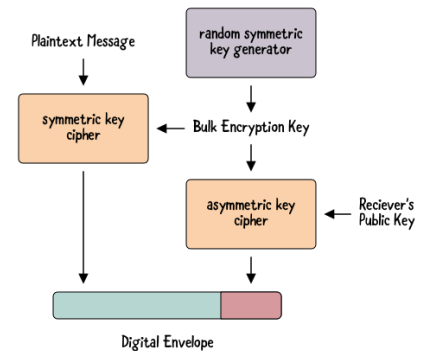 Plaintext Message
random symmetric
key generator
symmetric key
cipher
Bulk Encryption Key
asymmetric key
cipher
Reciever's
Public Key
Digital Envelope